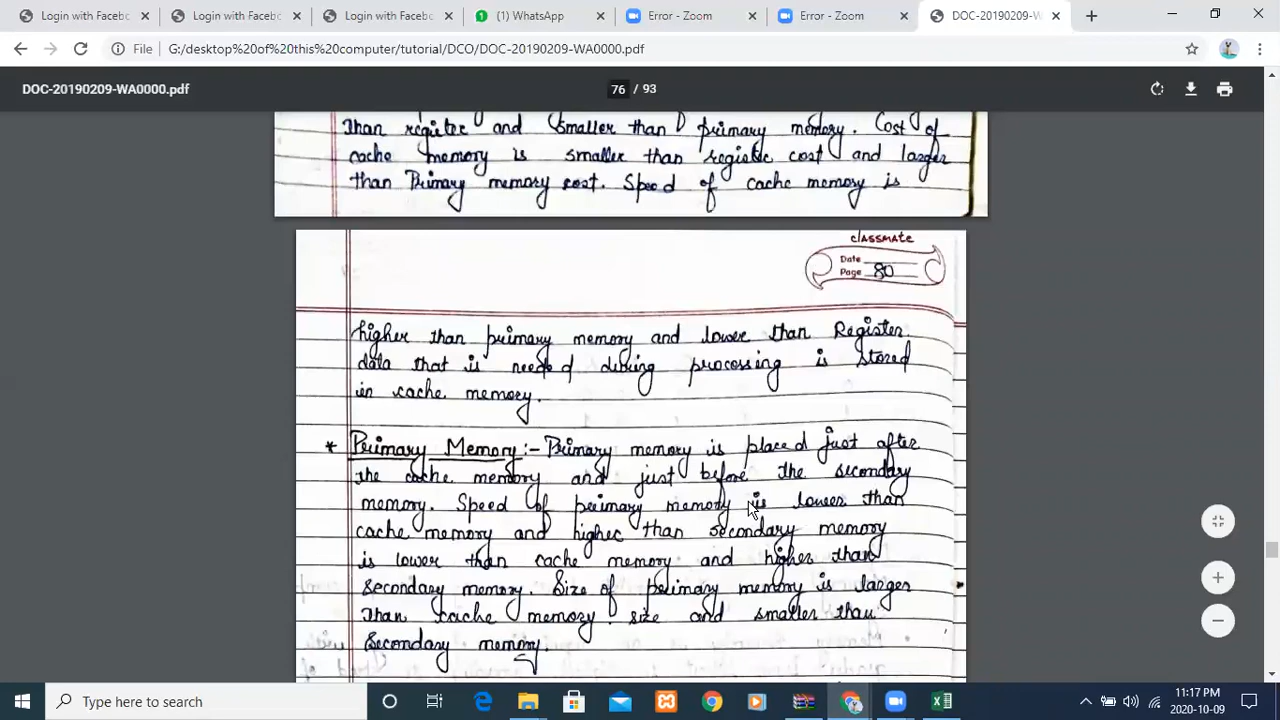 Login with Facebo
Login with Facebo
Login with Facebo
(1) WhatsApp
Error - Zoom
Error - Zoom
DOC-20190209-WA0000.pdf
File
G:/desktop%20of%20this%20computer/tutorial/DCO/DOC-20190209-WA0000.pdf
DOC-20190209-WA0000.pdf
76 / 93
Than register and smaller than primary memory. Cost of
cache memory is smaller than register cost and larger
than Primary memory cost. Speed of cache memory is
classmate
Date
Page 80
higher than primary memory and lower than Register.
data that is needed during processing is stored
in cache memory.
* Primary Memory :- Primary memory is placed just after
the cache memory and just before the secondary
memory. Speed of primary memory is lower than
cache memory and higher than secondary memory
is lower than cache memory and higher than
secondary memory. Size of primary memory is larger
Than cache memory size and smaller than
Secondary memory.
Type here to search
11:17 PM
2020-10-09